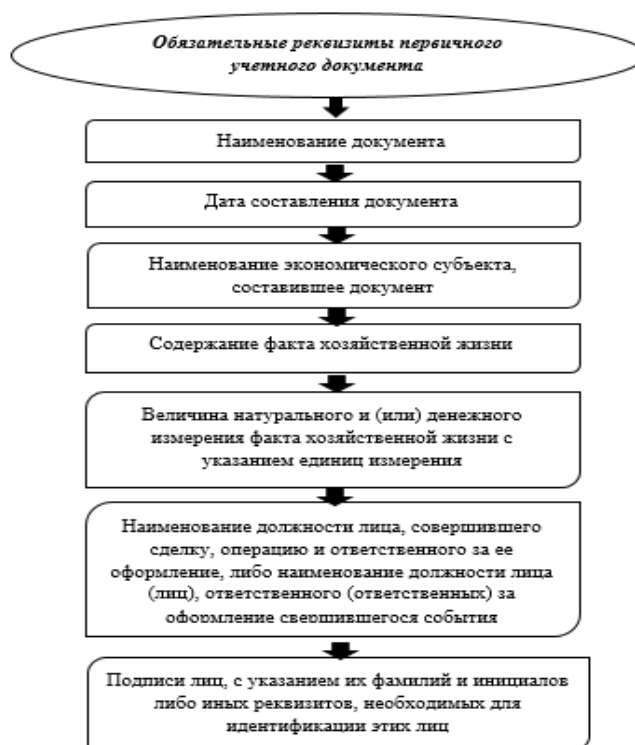 Обязательные реквизиты первичного
учетного документа
Наименование документа
Дата составления документа
Наименование экономического субъекта,
составившее документ
Содержание факта хозяйственной жизни
Величина натурального и (или) денежного
измерения факта хозяйственной жизни с
указанием единиц измерения
Наименование должности лица, совершившего
сделку, операцию и ответственного за ее
оформление, либо наименование должности лица
(лиц), ответственного (ответственных) за
оформление свершившегося события
Подписи лиц, с указанием их фамилий и инициалов
либо иных реквизитов, необходимых для
идентификации этих лиц